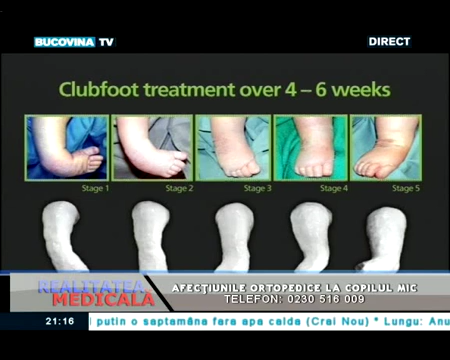 BUCOVINA TV
DIRECT
Clubfoot treatment over 4 – 6 weeks
Stage 1
Stage 2
Stage 3
Stage 4
Stage 5
REALITATEA
MEDICALA
AFECŢIUNILE ORTOPEDICE LA COPILUL MIC
TELEFON: 0230 516 009
21:16
putin o saptamâna fara apa calda (Crai Nou) * Lungu: Anu